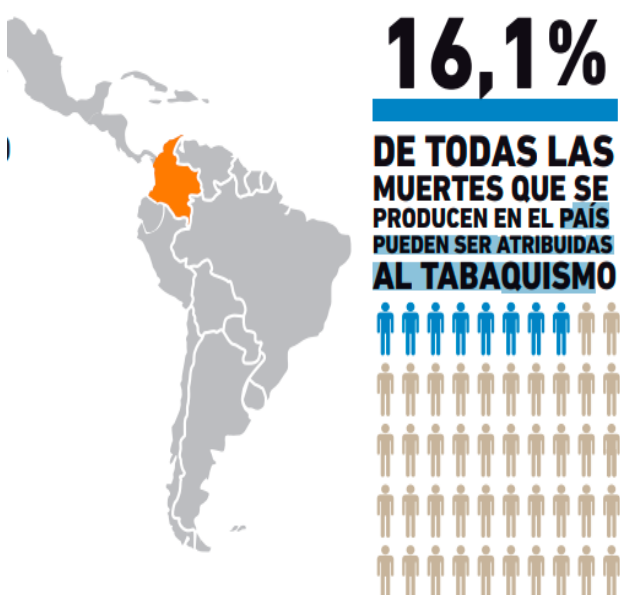 16,1%
DE TODAS LAS
MUERTES QUE SE
PRODUCEN EN EL PAÍS
PUEDEN SER ATRIBUIDAS
AL TABAQUISMO